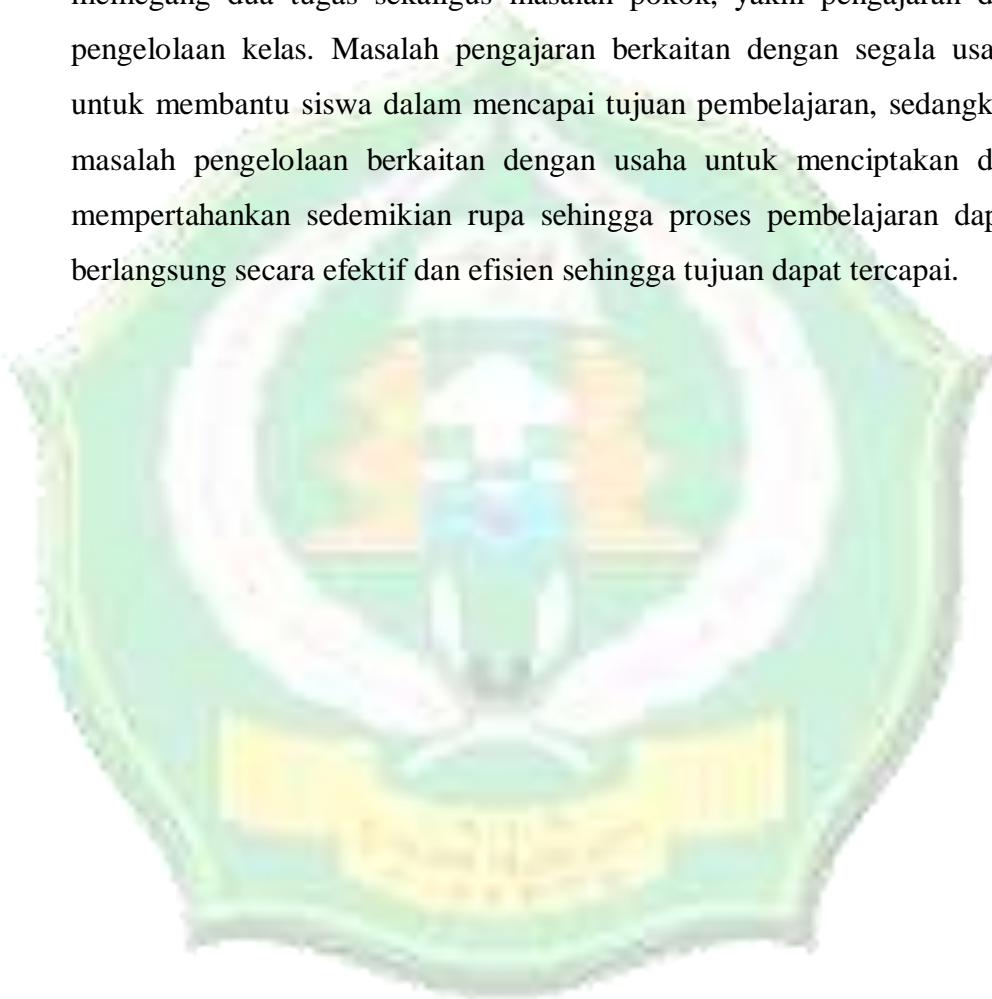 memegang dua tugas sekaligus masalah pokok, yakni pengajaran d
pengelolaan kelas. Masalah pengajaran berkaitan dengan segala usa
untuk membantu siswa dalam mencapai tujuan pembelajaran, sedangk
masalah pengelolaan berkaitan dengan usaha untuk menciptakan d
mempertahankan sedemikian rupa sehingga proses pembelajaran dap
berlangsung secara efektif dan efisien sehingga tujuan dapat tercapai.